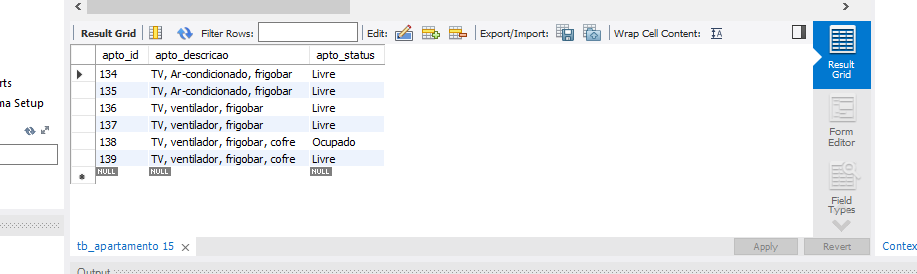 Result Grid Filter Rows: Edit: Export/Import: Wrap Cell Content:
apto_id apto_descricao apto_status
134 TV, Ar-condicionado, frigobar Livre
135 TV, Ar-condicionado, frigobar Livre
136 TV, ventilador, frigobar Livre
137 TV, ventilador, frigobar Livre
138 TV, ventilador, frigobar, cofre Ocupado
139 TV, ventilador, frigobar, cofre Livre
NULL NULL NULL
rts
ma Setup
Result
Grid
Form
Editor
Field
Types
tb_apartamento 15
Apply Revert
Contex
Output